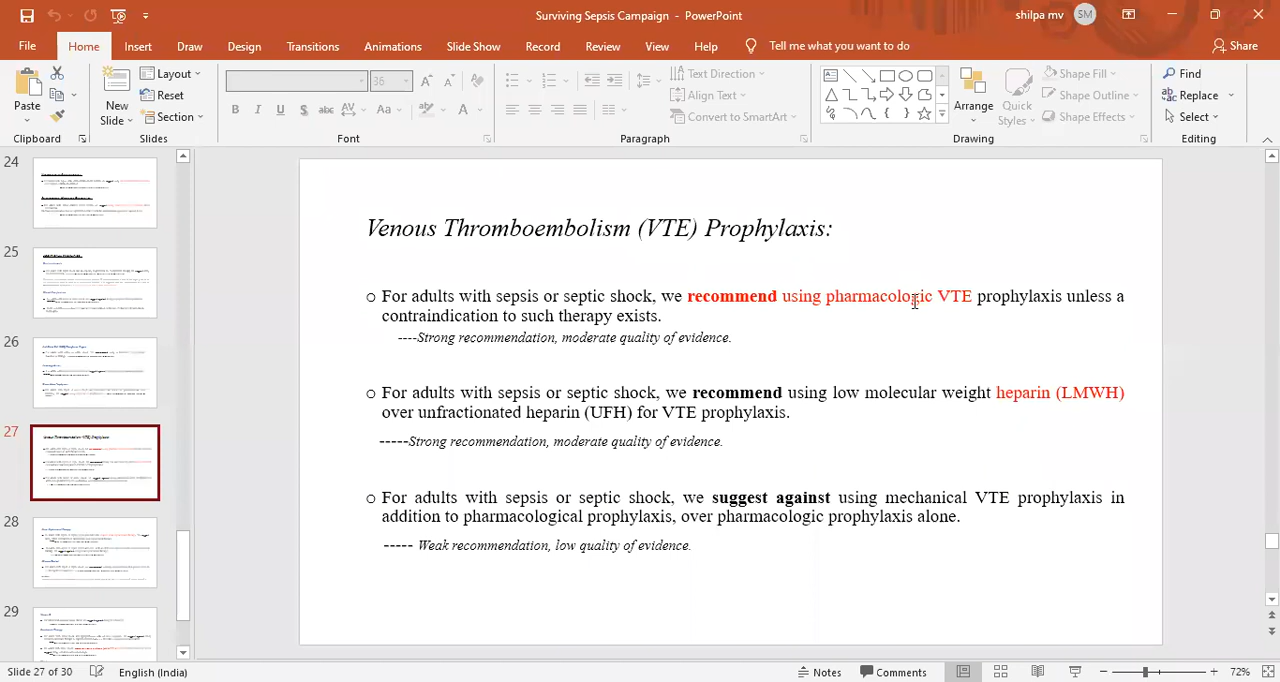 Surviving Sepsis Campaign - PowerPoint
shilpa mv SM
File Home Insert Draw Design Transitions Animations Slide Show Record Review View Help Tell me what you want to do Share
Paste
New Slide
Layout
Reset
Section
36
B I U S abc AV Aa A
Text Direction
Align Text
Convert to SmartArt
Arrange
Quick Styles
Shape Fill
Shape Outline
Shape Effects
Find
Replace
Select
Clipboard Slides Font Paragraph Drawing Editing
24
25
26
27
28
29
Venous Thromboembolism (VTE) Prophylaxis:
For adults with sepsis or septic shock, we recommend using pharmacologic VTE prophylaxis unless a
contraindication to such therapy exists.
----Strong recommendation, moderate quality of evidence.
For adults with sepsis or septic shock, we recommend using low molecular weight heparin (LMWH)
over unfractionated heparin (UFH) for VTE prophylaxis.
-----Strong recommendation, moderate quality of evidence.
For adults with sepsis or septic shock, we suggest against using mechanical VTE prophylaxis in
addition to pharmacological prophylaxis, over pharmacologic prophylaxis alone.
----- Weak recommendation, low quality of evidence.
Slide 27 of 30 English (India) Notes Comments 72%